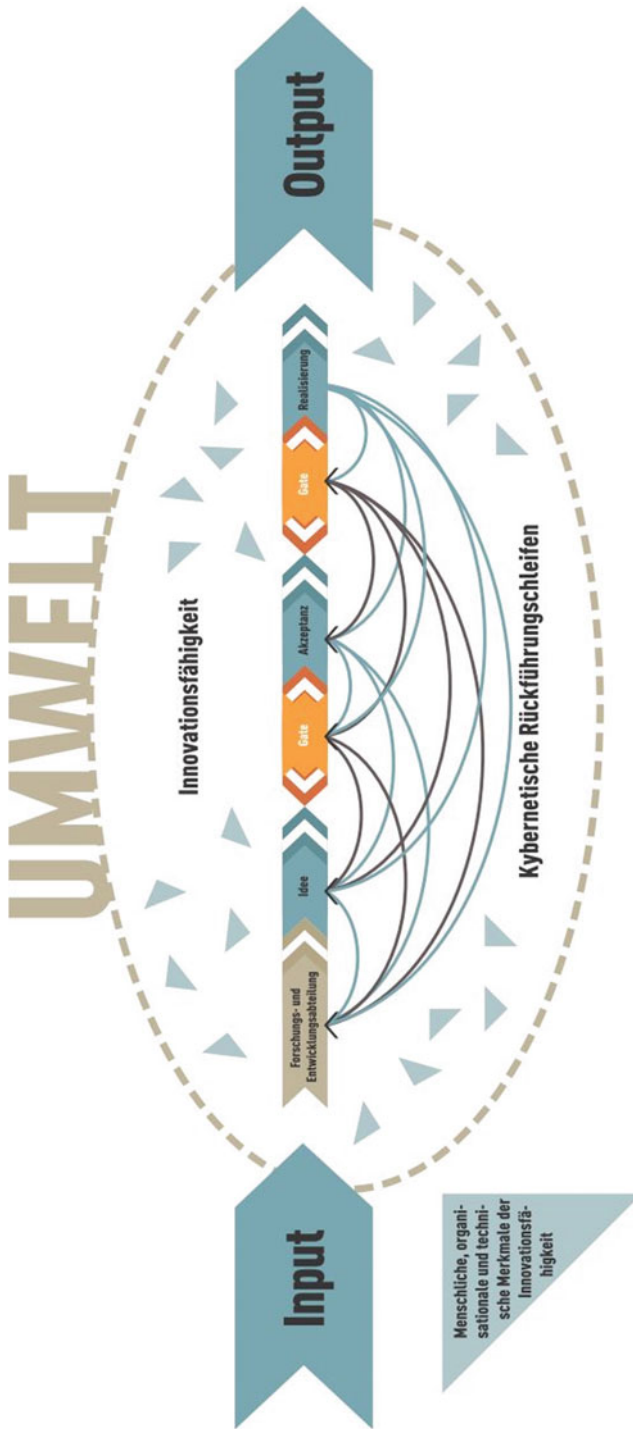 UMWELT
Innovationsfähigkeit
Input
Forschungs- und
Entwicklungsabteilung
Idee
Gate
Akzeptanz
Gate
Realisierung
Output
Kybernetische Rückführungschleifen
Menschliche, organi-
sationale und techni-
sche Merkmale der
Innovationsfä-
higkeit